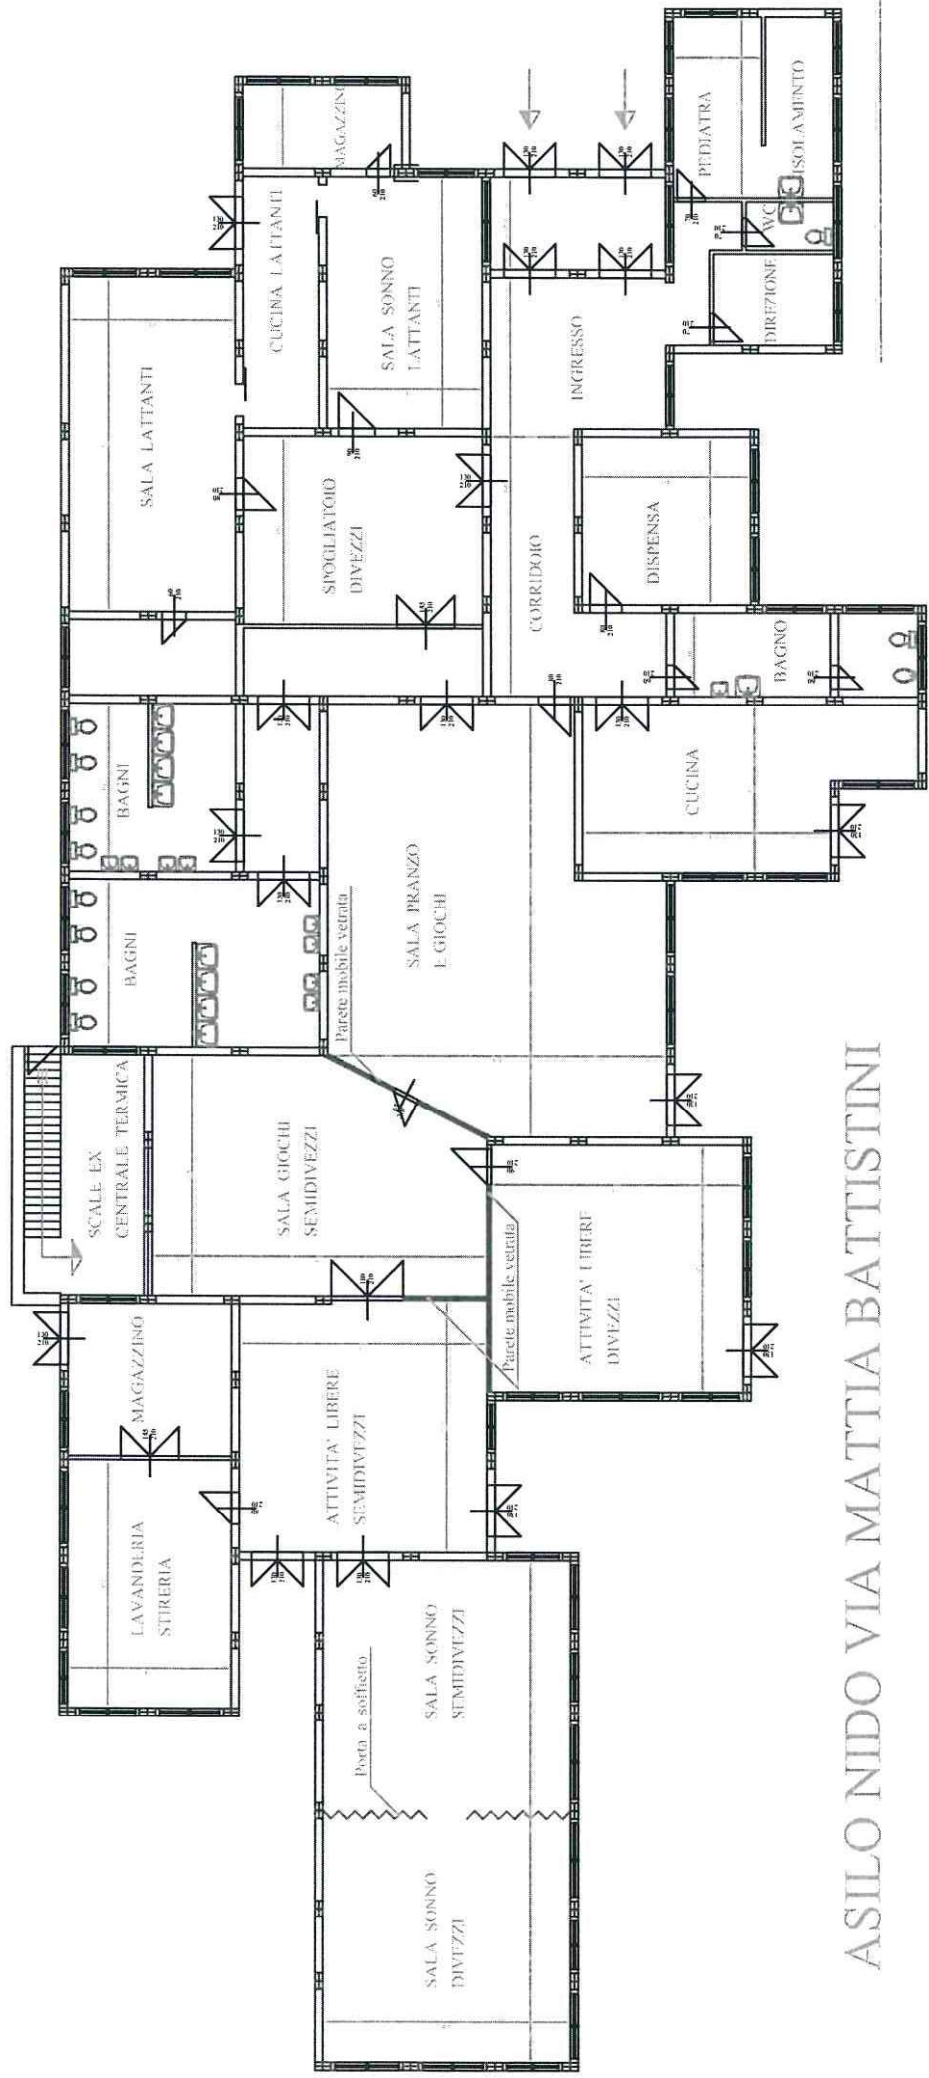 SALA LATTANTI
CUCINA LATTANTI
MAGAZZINO
SALA SONNO
LATTANTI
SPOGLIATOIO
DIVEZZI
INGRESSO
CORRIDOIO
DISPENSA
PEDIATRA
ISOLAMENTO
WC
DIREZIONE
BAGNO
CUCINA
BAGNI
BAGNI
SALA PRANZO
E GIOCHI
Parete mobile vetrata
SCALE EX
CENTRALE TERMICA
SALA GIOCHI
SEMIDIVEZZI
Parete mobile vetrata
ATTIVITA' LIBERE
DIVEZZI
MAGAZZINO
ATTIVITA' LIBERE
SEMIDIVEZZI
LAVANDERIA
STIRERIA
SALA SONNO
SEMIDIVEZZI
Porta a soffietto
SALA SONNO
DIVEZZI
ASILO NIDO VIA MATTIA BATTISTINI